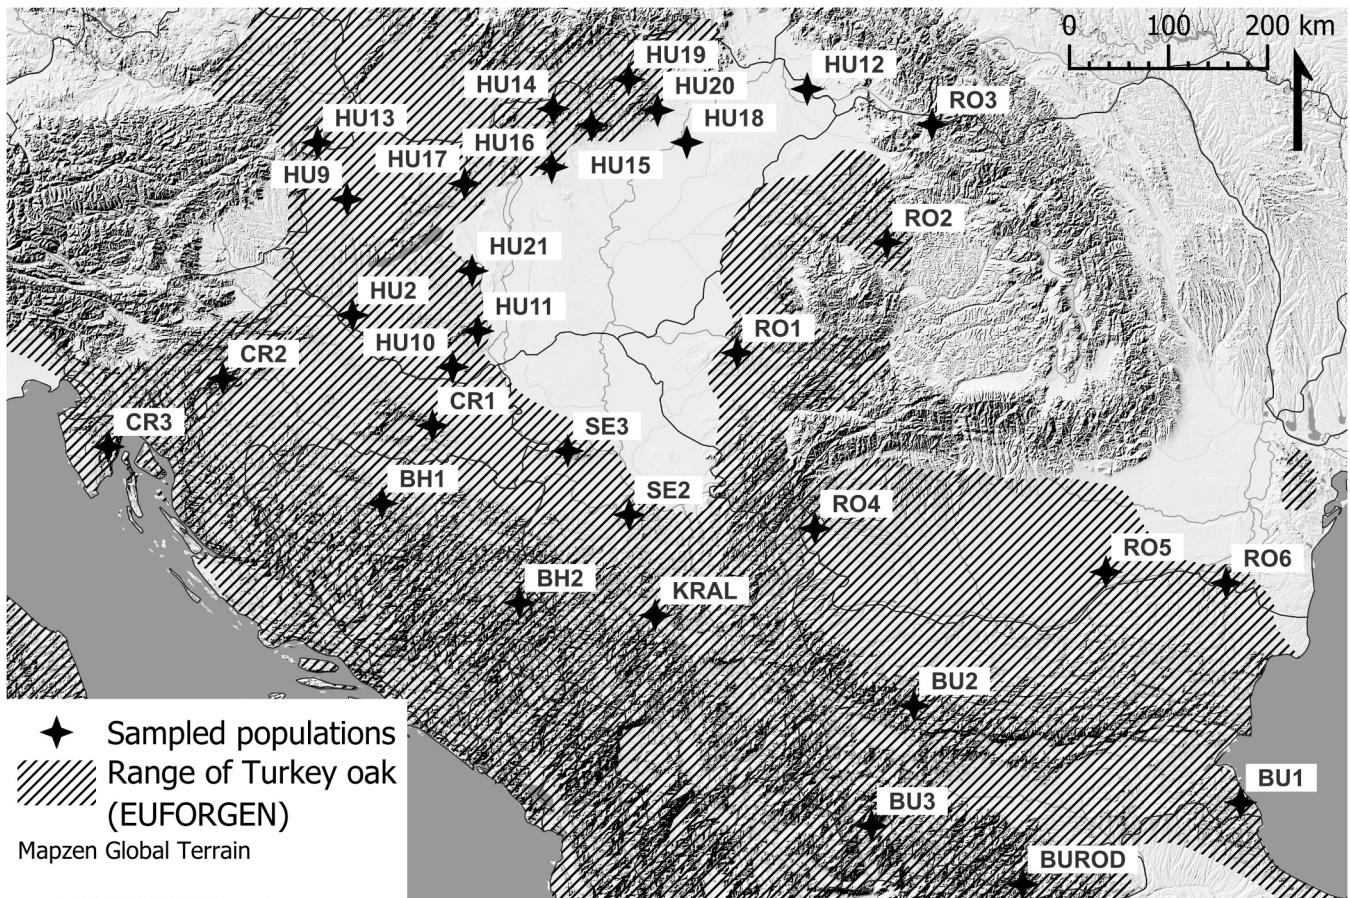 0 100 200 km
HU19
HU12
HU14
HU20
RO3
HU13
HU18
HU16
HU17
HU15
HU9
RO2
HU21
HU2
HU11
RO1
HU10
CR2
CR1
CR3
SE3
BH1
SE2
RO4
RO5
RO6
BH2
KRAL
BU2
Sampled populations
Range of Turkey oak
(EUFORGEN)
BU1
BU3
Mapzen Global Terrain
BUROD